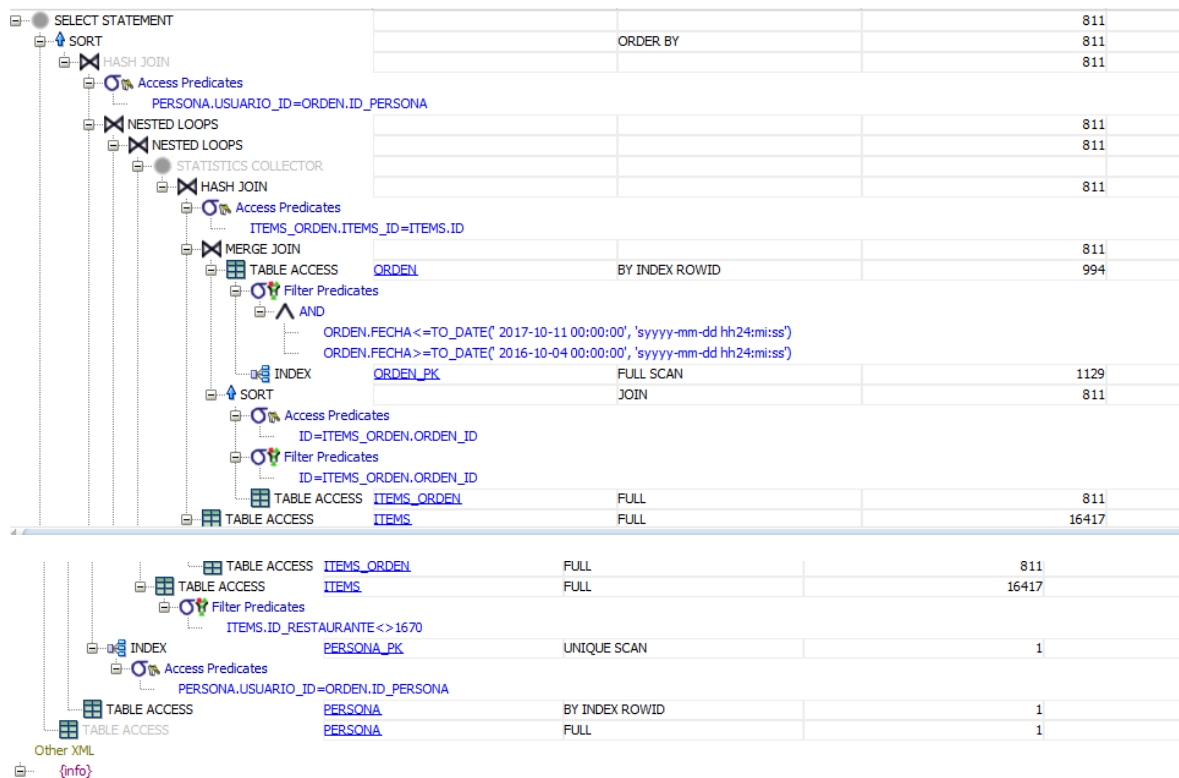 SELECT STATEMENT 811
SORT ORDER BY 811
HASH JOIN 811
Access Predicates
PERSONA.USUARIO_ID=ORDEN.ID_PERSONA
NESTED LOOPS 811
NESTED LOOPS 811
STATISTICS COLLECTOR
HASH JOIN 811
Access Predicates
ITEMS_ORDEN.ITEMS_ID=ITEMS.ID
MERGE JOIN 811
TABLE ACCESS ORDEN BY INDEX ROWID 994
Filter Predicates
AND
ORDEN.FECHA<=TO_DATE(' 2017-10-11 00:00:00', 'syyyy-mm-dd hh24:mi:ss')
ORDEN.FECHA>=TO_DATE(' 2016-10-04 00:00:00', 'syyyy-mm-dd hh24:mi:ss')
INDEX ORDEN_PK FULL SCAN 1129
SORT JOIN 811
Access Predicates
ID=ITEMS_ORDEN.ORDEN_ID
Filter Predicates
ID=ITEMS_ORDEN.ORDEN_ID
TABLE ACCESS ITEMS_ORDEN FULL 811
TABLE ACCESS ITEMS FULL 16417
TABLE ACCESS ITEMS_ORDEN FULL 811
TABLE ACCESS ITEMS FULL 16417
Filter Predicates
ITEMS.ID_RESTAURANTE<>1670
INDEX PERSONA_PK UNIQUE SCAN 1
Access Predicates
PERSONA.USUARIO_ID=ORDEN.ID_PERSONA
TABLE ACCESS PERSONA BY INDEX ROWID 1
TABLE ACCESS PERSONA FULL 1
Other XML
{info}